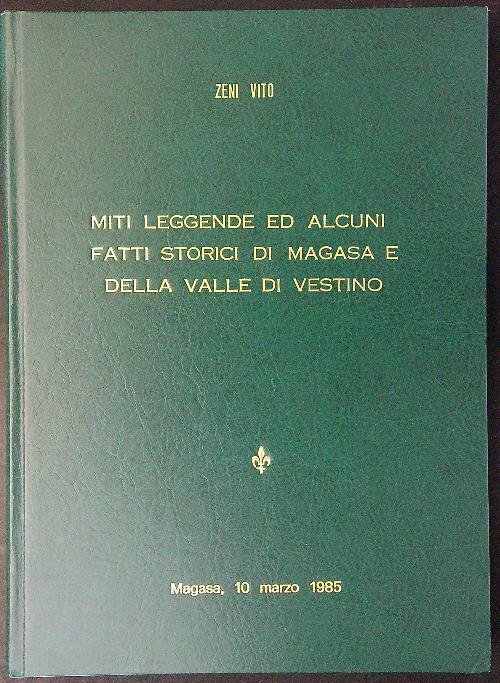 ZENI VITO
MITI LEGGENDE ED ALCUNI
FATTI STORICI DI MAGASA E
DELLA VALLE DI VESTINO
Magasa, 10 marzo 1985